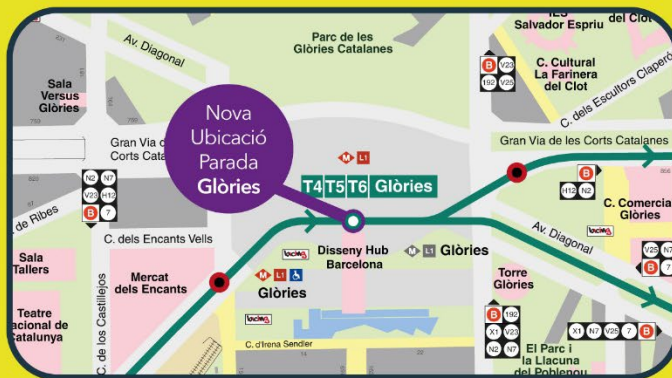 IES
Salvador Espriu
del Clot
Parc de les
Glòries Catalanes
Av. Diagonal
B V23
192 V25
C. Cultural
La Farinera
del Clot
C. dels Escultors Claperó
Sala
Versus
Glòries
Nova
Ubicació
Parada
Glòries
Gran Via de les
Corts Cata
Gran Via de les Corts Catalanes
M L1
T4 T5 T6 Glòries
N2 N7
V23 H12
B 7
B
H12 N2
C. de Ribes
C. Comercial
Glòries
C. dels Encants Vells
Av. Diagonal
Disseny Hub
Barcelona
M L1 Glòries
bicing
V25 N7
B 7
Sala
Tallers
Mercat
dels Encants
M L1
Glòries
Torre
Glòries
bicing
B 192
X1 V23
N2 N7
X1 N7 V25 7 B
Teatre
Nacional de
Catalunya
C. de los Castillejos
C. d'Irena Sendler
El Parc i
la Llacuna
del Poblenou